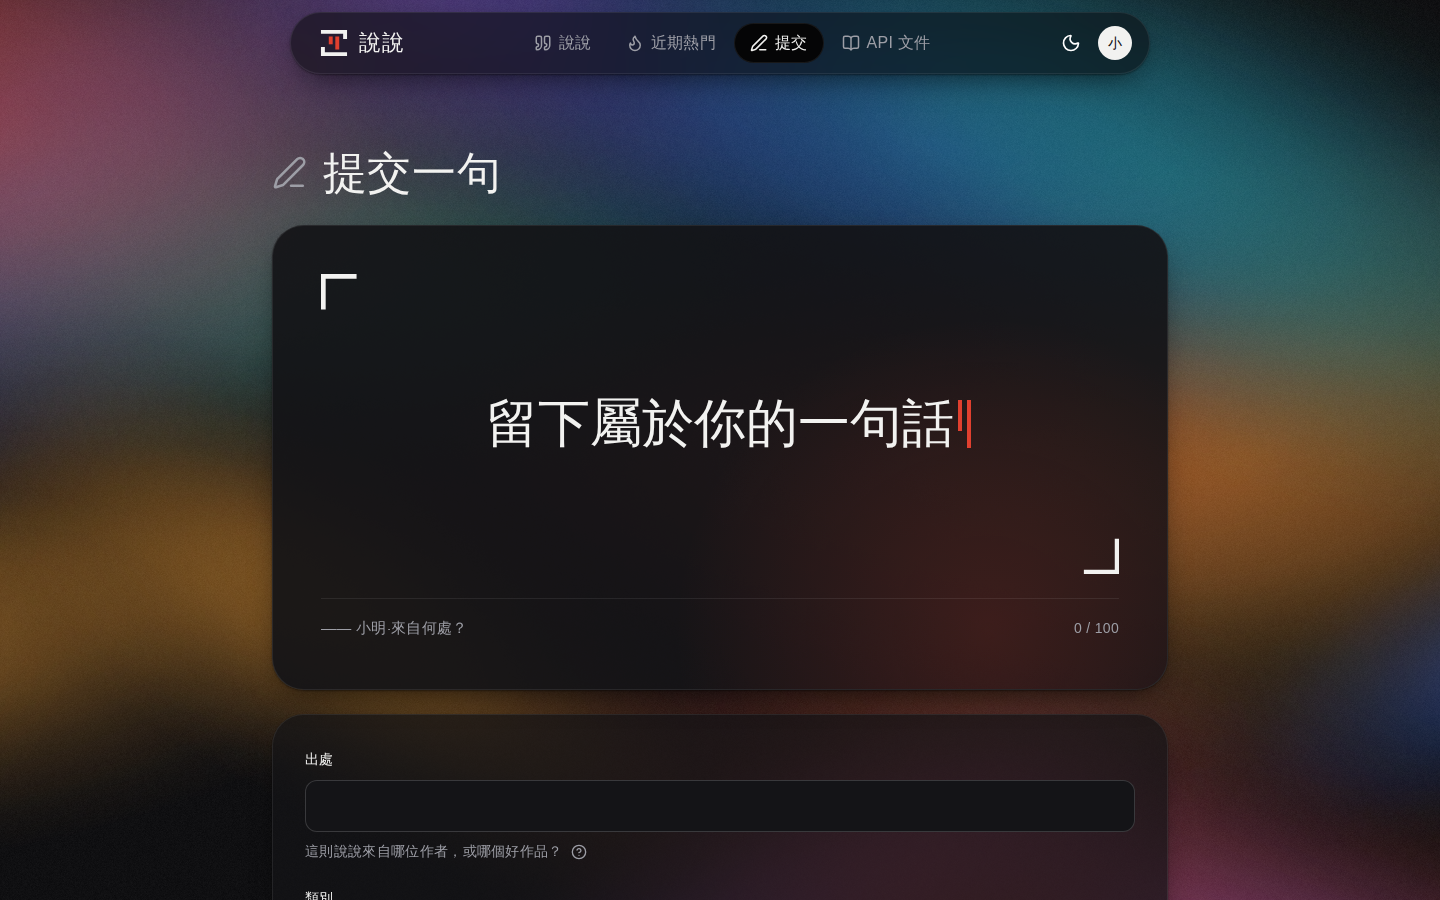 說說
說說
近期熱門
提交
API 文件
小
提交一句
留下屬於你的一句話
—— 小明·來自何處？
0 / 100
出處
這則說說來自哪位作者，或哪個好作品？
類別